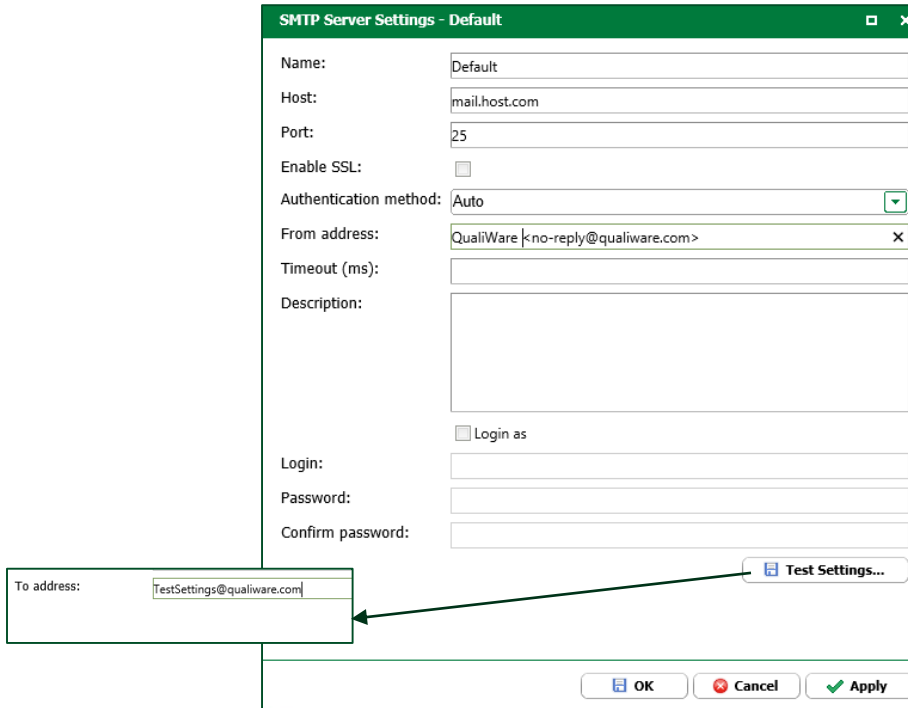 SMTP Server Settings - Default
Name: Default
Host: mail.host.com
Port: 25
Enable SSL:
Authentication method: Auto
From address: QualiWare <no-reply@qualiware.com>
Timeout (ms):
Description:
Login as
Login:
Password:
Confirm password:
Test Settings...
To address: TestSettings@qualiware.com
OK Cancel Apply